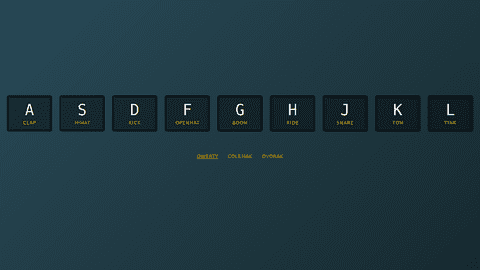 A S D F G H J K L
CLAP HIHAT KICK OPENHAT BOOM RIDE SNARE TOM TINK
QWERTY COLEMAK DVORAK